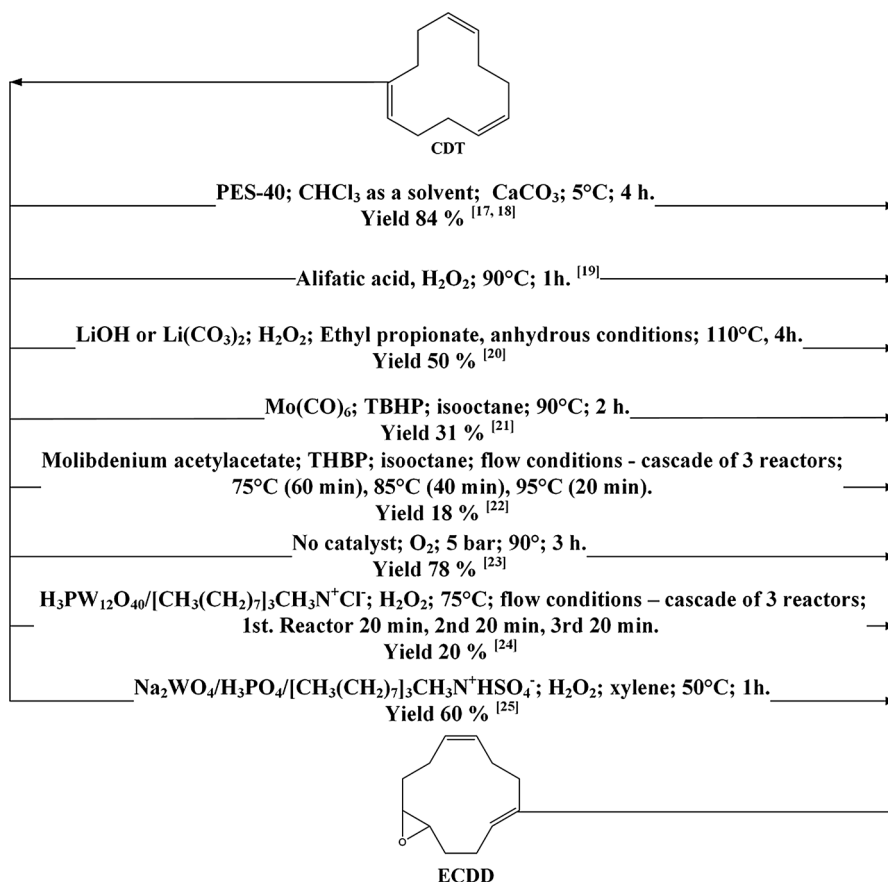 CDT
PES-40; CHCl₃ as a solvent; CaCO₃; 5°C; 4 h.
Yield 84 % [17, 18]
Alifatic acid, H₂O₂; 90°C; 1h. [19]
LiOH or Li(CO₃)₂; H₂O₂; Ethyl propionate, anhydrous conditions; 110°C, 4h.
Yield 50 % [20]
Mo(CO)₆; TBHP; isooctane; 90°C; 2 h.
Yield 31 % [21]
Molibdenium acetylacetate; THBP; isooctane; flow conditions - cascade of 3 reactors;
75°C (60 min), 85°C (40 min), 95°C (20 min).
Yield 18 % [22]
No catalyst; O₂; 5 bar; 90°; 3 h.
Yield 78 % [23]
H₃PW₁₂O₄₀/[CH₃(CH₂)₇]₃CH₃N⁺Cl⁻; H₂O₂; 75°C; flow conditions – cascade of 3 reactors;
1st. Reactor 20 min, 2nd 20 min, 3rd 20 min.
Yield 20 % [24]
Na₂WO₄/H₃PO₄/[CH₃(CH₂)₇]₃CH₃N⁺HSO₄⁻; H₂O₂; xylene; 50°C; 1h.
Yield 60 % [25]
O
ECDD